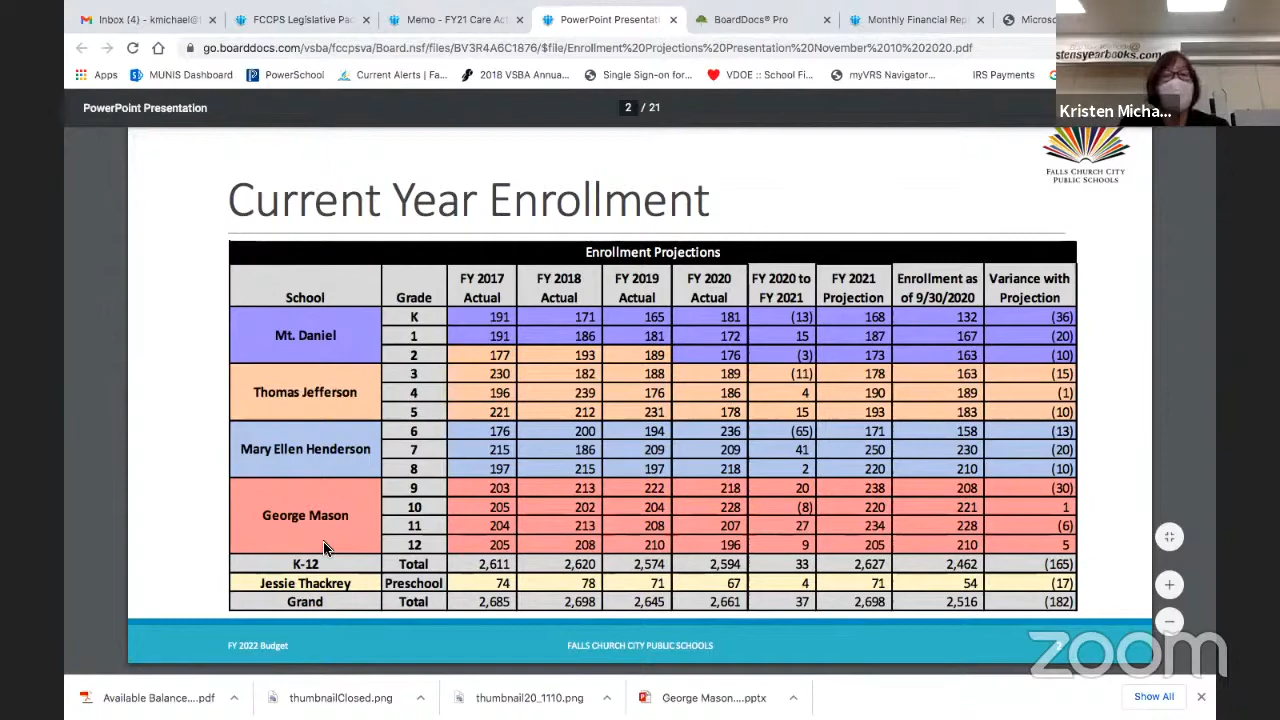 Inbox (4) - kmichael@f
FCCPS Legislative Pac
Memo - FY21 Care Act
PowerPoint Presentati
BoardDocs® Pro
Monthly Financial Rep
Microso
go.boarddocs.com/vsba/fccpsva/Board.nsf/files/BV3R4A6C1876/$file/Enrollment%20Projections%20Presentation%20November%2010%202020.pdf
Apps
MUNIS Dashboard
PowerSchool
Current Alerts | Fa...
2018 VSBA Annua...
Single Sign-on for...
VDOE :: School Fi...
myVRS Navigator...
IRS Payments
stensyearbooks.com
Kristen Micha...
PowerPoint Presentation
2 / 21
FALLS CHURCH CITY
PUBLIC SCHOOLS
Current Year Enrollment
Enrollment Projections
School Grade FY 2017 Actual FY 2018 Actual FY 2019 Actual FY 2020 Actual FY 2020 to FY 2021 FY 2021 Projection Enrollment as of 9/30/2020 Variance with Projection
Mt. Daniel K 191 171 165 181 (13) 168 132 (36)
1 191 186 181 172 15 187 167 (20)
2 177 193 189 176 (3) 173 163 (10)
Thomas Jefferson 3 230 182 188 189 (11) 178 163 (15)
4 196 239 176 186 4 190 189 (1)
5 221 212 231 178 15 193 183 (10)
Mary Ellen Henderson 6 176 200 194 236 (65) 171 158 (13)
7 215 186 209 209 41 250 230 (20)
8 197 215 197 218 2 220 210 (10)
George Mason 9 203 213 222 218 20 238 208 (30)
10 205 202 204 228 (8) 220 221 1
11 204 213 208 207 27 234 228 (6)
12 205 208 210 196 9 205 210 5
K-12 Total 2,611 2,620 2,574 2,594 33 2,627 2,462 (165)
Jessie Thackrey Preschool 74 78 71 67 4 71 54 (17)
Grand Total 2,685 2,698 2,645 2,661 37 2,698 2,516 (182)
FY 2022 Budget
FALLS CHURCH CITY PUBLIC SCHOOLS
2
zoom
Available Balance....pdf
thumbnailClosed.png
thumbnail20_1110.png
George Mason....pptx
Show All